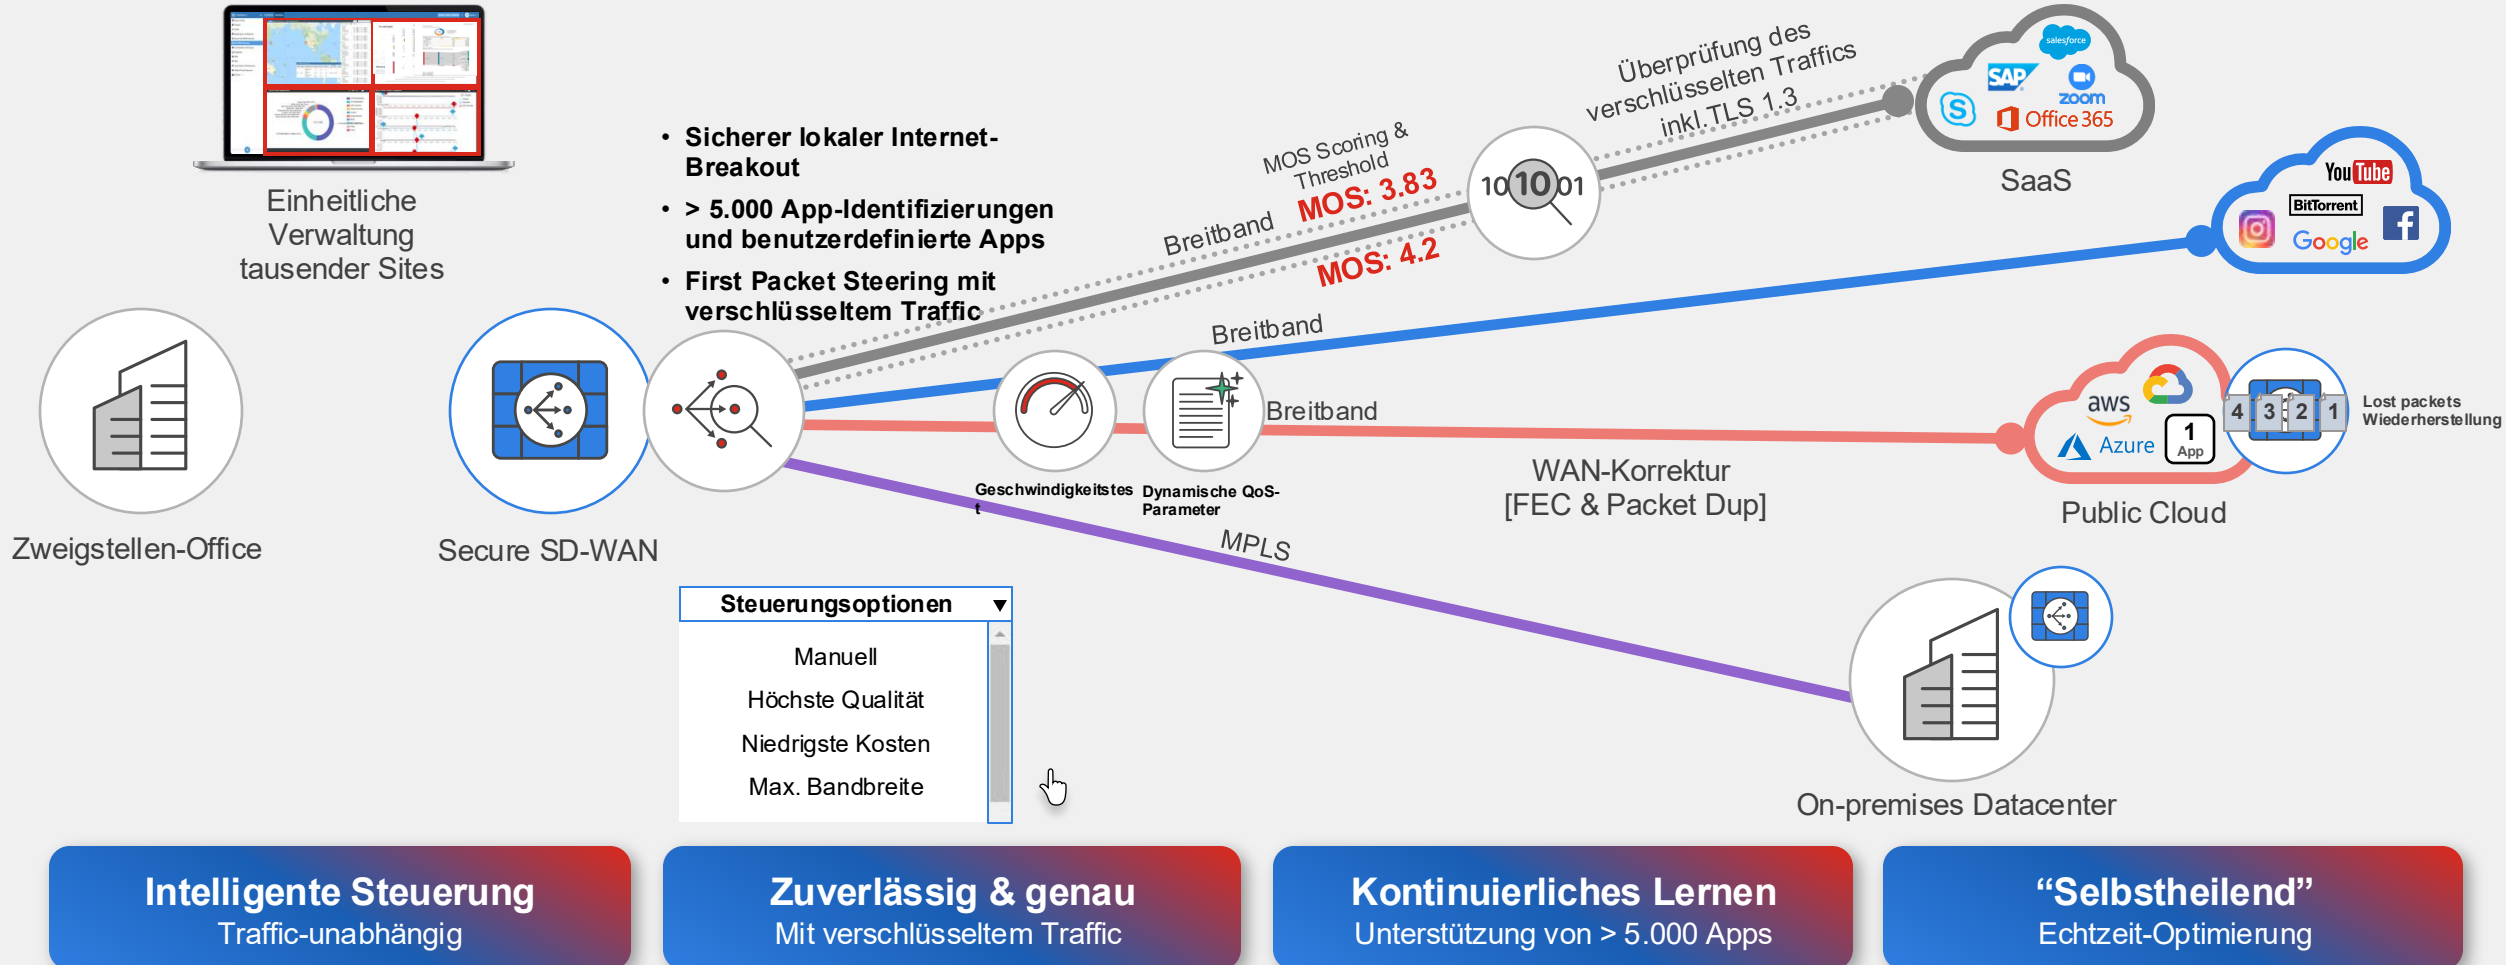 Einheitliche
Verwaltung
tausender Sites
• Sicherer lokaler Internet-
Breakout
• > 5.000 App-Identifizierungen
und benutzerdefinierte Apps
• First Packet Steering mit
verschlüsseltem Traffic
Überprüfung des
verschlüsselten Traffics
inkl.TLS 1.3
MOS Scoring &
Threshold
MOS: 3.83
Breitband
MOS: 4.2
101001
salesforce
SAP
zoom
S
Office 365
SaaS
YouTube
BitTorrent
Google
Breitband
Breitband
aws
Azure
1
App
4 3 2 1
Lost packets
Wiederherstellung
Public Cloud
WAN-Korrektur
[FEC & Packet Dup]
Geschwindigkeitstes
t
Dynamische QoS-
Parameter
MPLS
Zweigstellen-Office
Secure SD-WAN
Steuerungsoptionen
Manuell
Höchste Qualität
Niedrigste Kosten
Max. Bandbreite
On-premises Datacenter
Intelligente Steuerung
Traffic-unabhängig
Zuverlässig & genau
Mit verschlüsseltem Traffic
Kontinuierliches Lernen
Unterstützung von > 5.000 Apps
“Selbstheilend”
Echtzeit-Optimierung